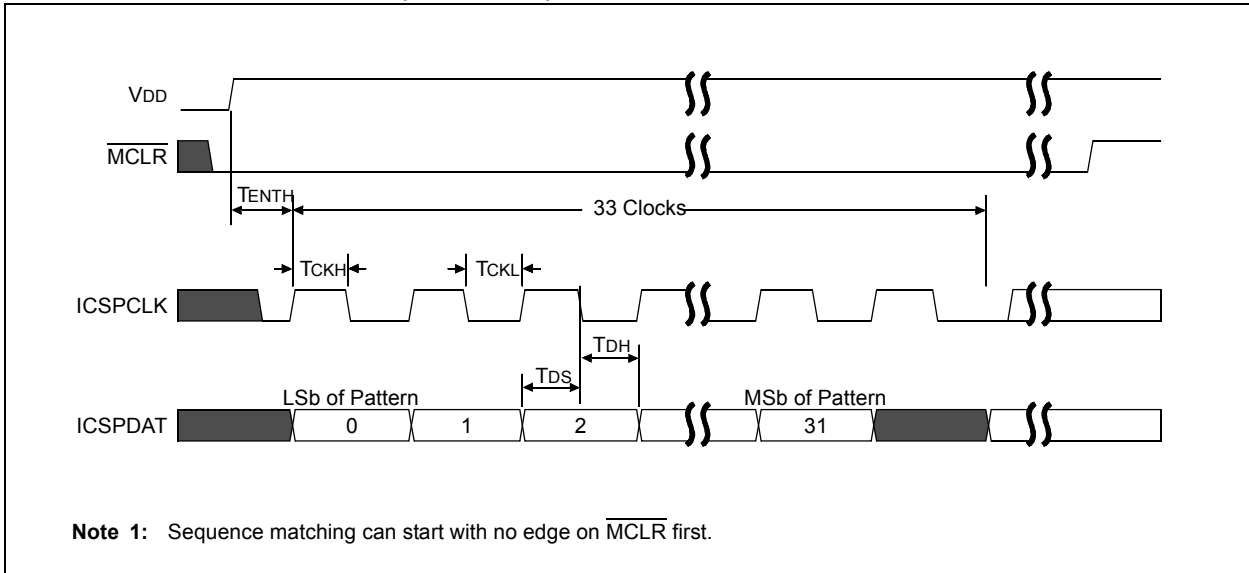 VDD
MCLR
TENTH
33 Clocks
TCKH
TCKL
ICSPCLK
TDH
TDS
LSb of Pattern
MSb of Pattern
ICSPDAT
0
1
2
31
Note 1: Sequence matching can start with no edge on MCLR first.